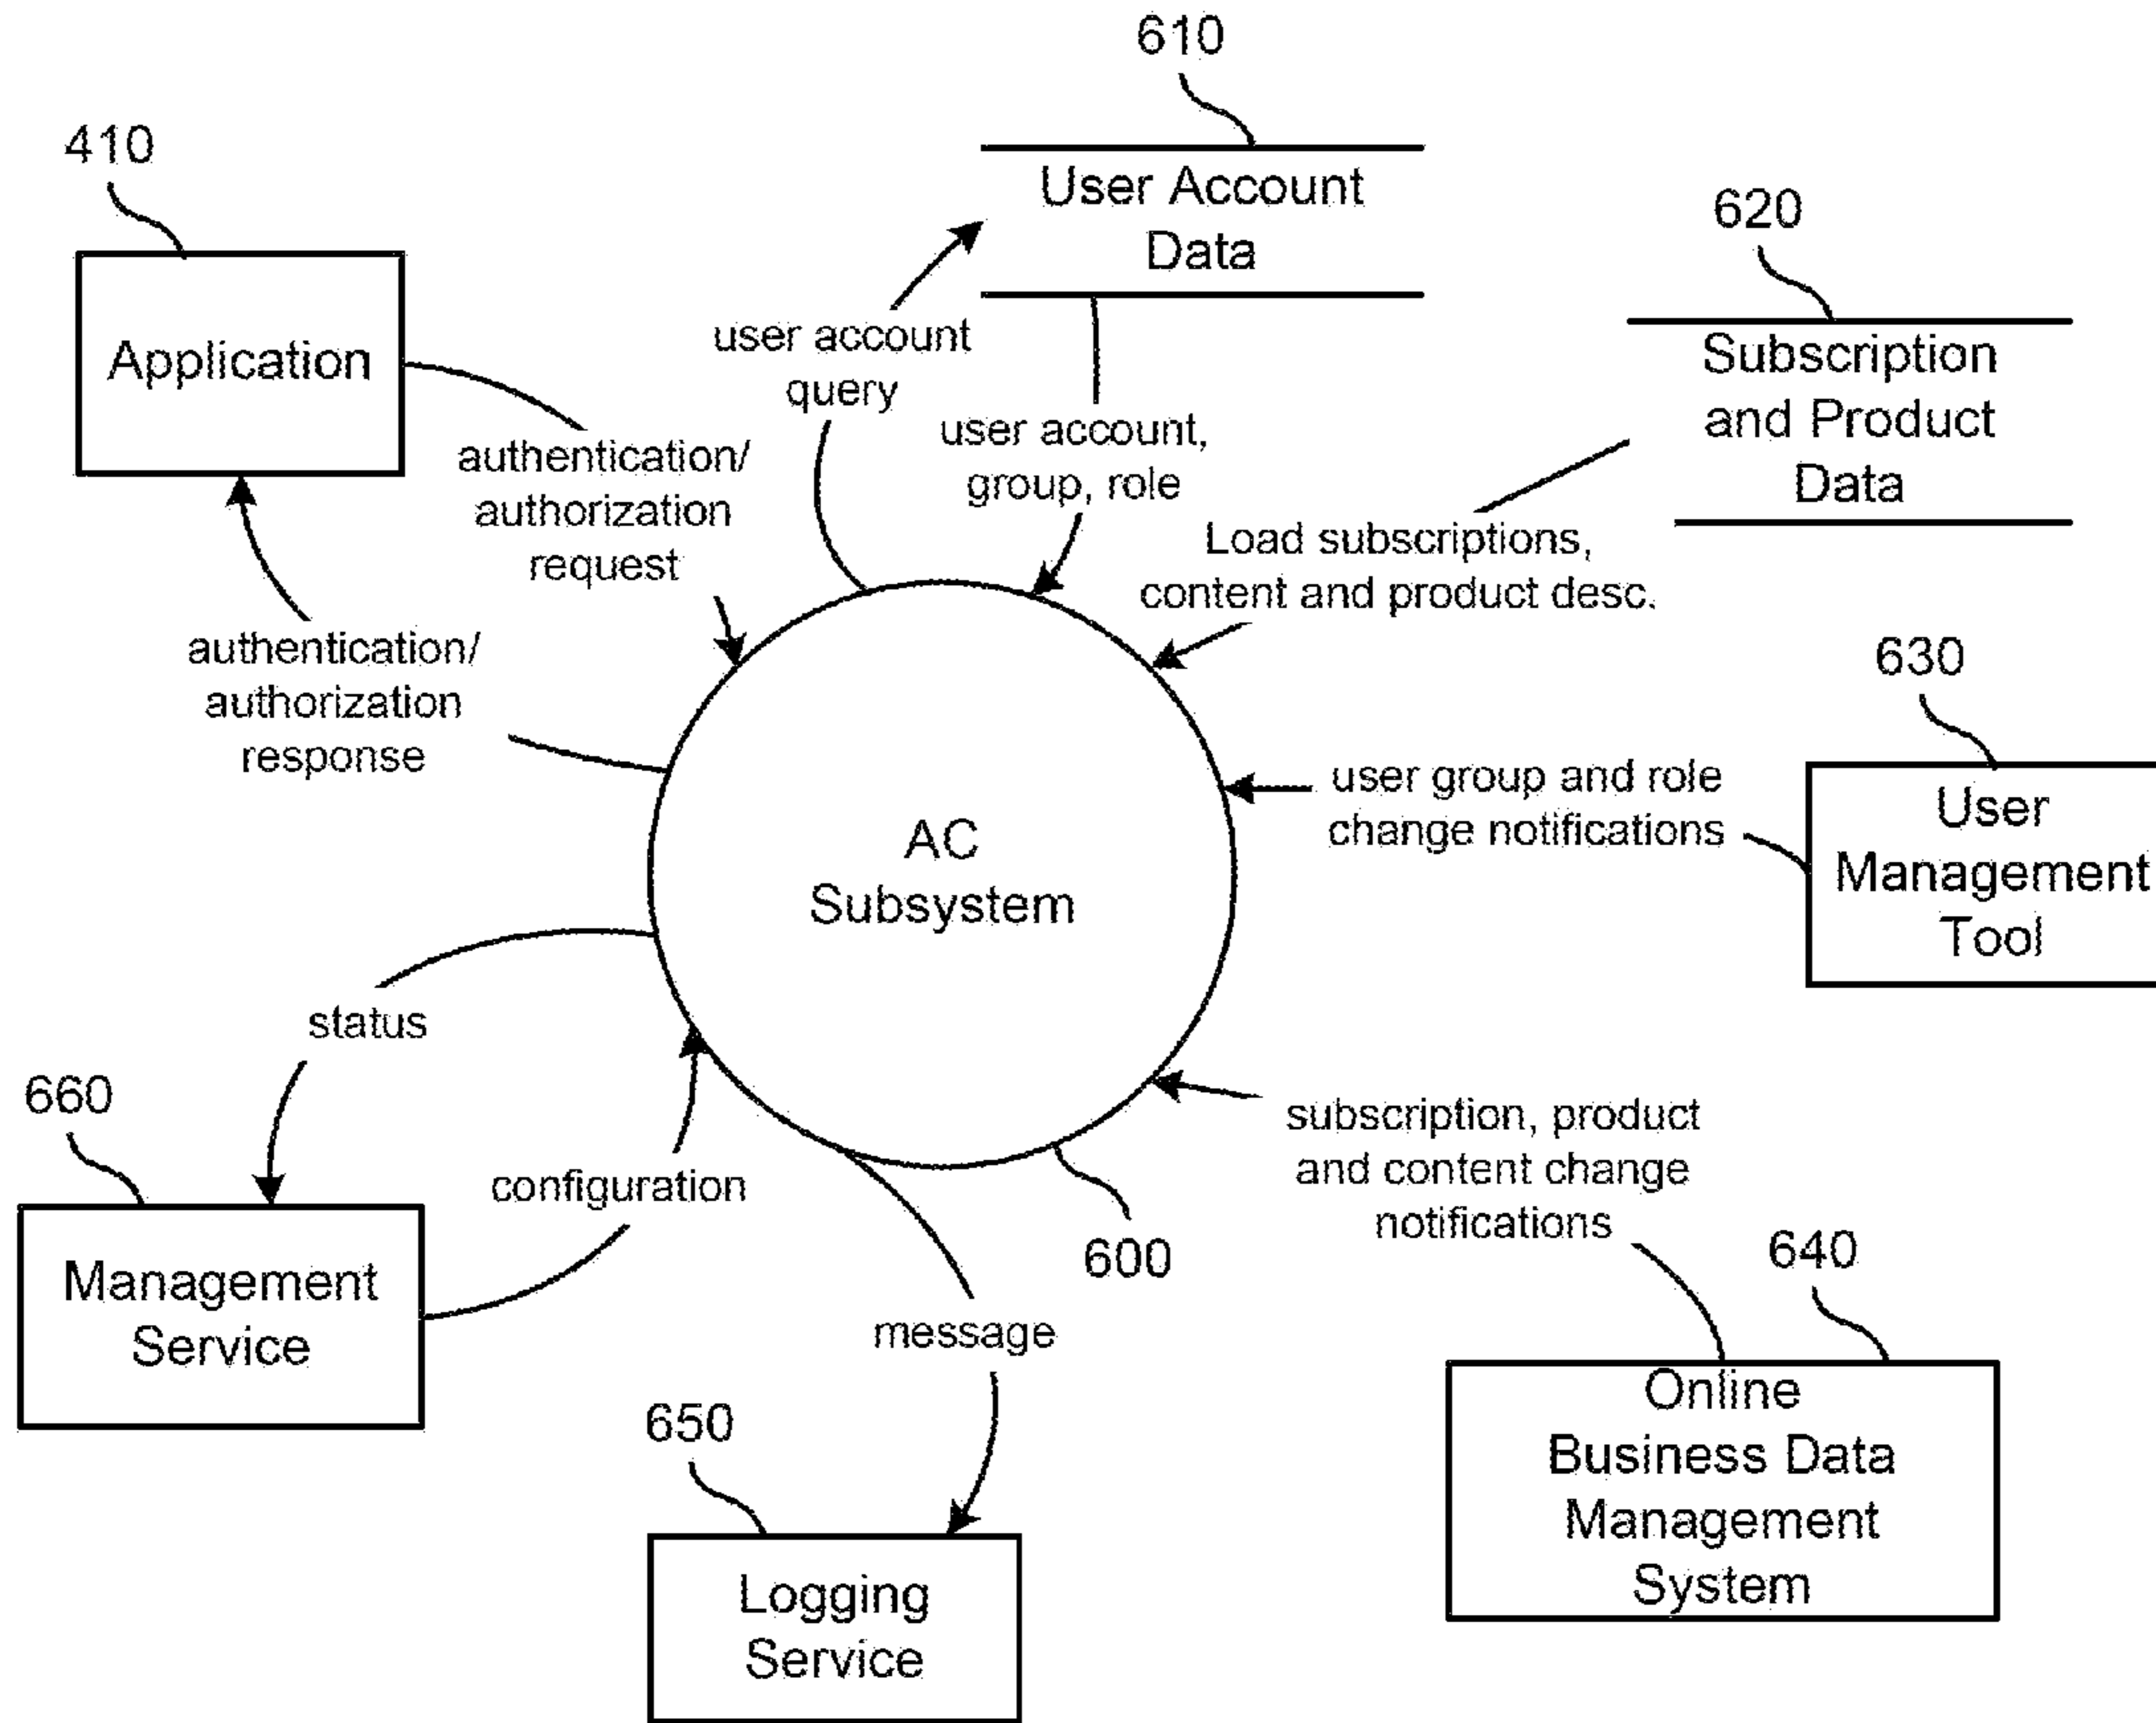 610
410
User Account
Data
620
Application
user account
query
Subscription
and Product
Data
user account,
group, role
authentication/
authorization
request
Load subscriptions,
content and product desc.
authentication/
authorization
response
630
user group and role
change notifications
User
Management
Tool
AC
Subsystem
status
660
configuration
subscription, product
and content change
notifications
600
640
Management
Service
message
650
Online
Business Data
Management
System
Logging
Service